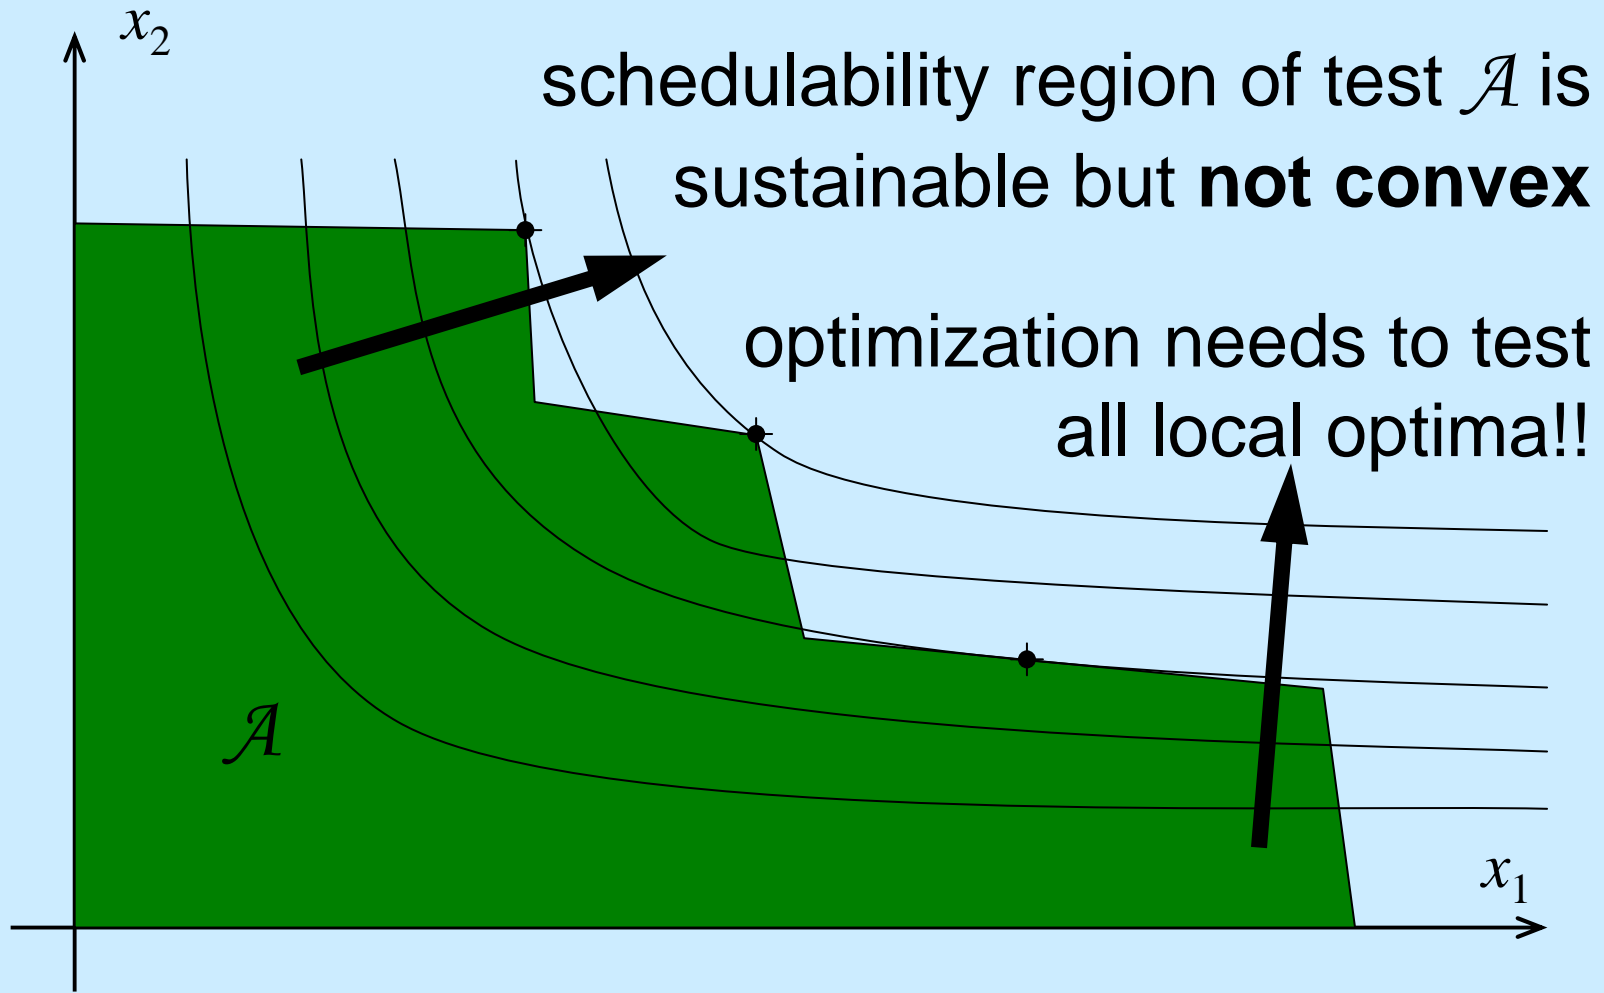 x₂
schedulability region of test 𝒜 is
sustainable but not convex
optimization needs to test
all local optima!!
𝒜
x₁